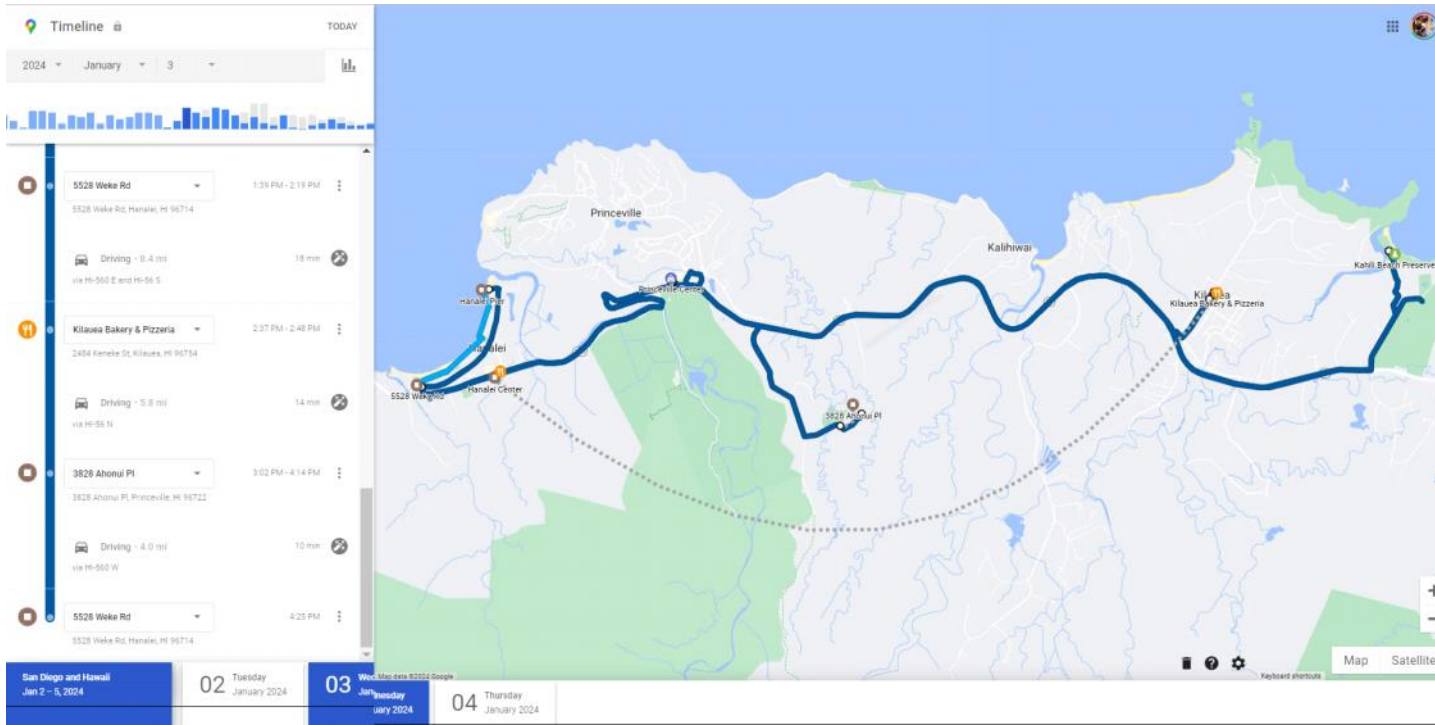 Timeline
TODAY
2024
January
3
5528 Weke Rd
1:39 PM - 2:19 PM
5528 Weke Rd, Hanalei, HI 96714
Driving - 8.4 mi
18 min
via HI-560 E and HI-56 S
Kilauea Bakery & Pizzeria
2:37 PM - 2:48 PM
2484 Keneke St, Kilauea, HI 96754
Driving - 5.8 mi
14 min
via HI-56 N
3828 Ahonui Pl
3:02 PM - 4:14 PM
3828 Ahonui Pl, Princeville, HI 96722
Driving - 4.0 mi
10 min
via HI-560 W
5528 Weke Rd
4:25 PM
5528 Weke Rd, Hanalei, HI 96714
San Diego and Hawaii
Jan 2 – 5, 2024
02 Tuesday
January 2024
03 Wed
Jan
nesday
uary 2024
04 Thursday
January 2024
Princeville
Kalihiwai
Kahili Beach Preserve
Kilauea
Kilauea Bakery & Pizzeria
Princeville Center
Hanalei Pier
Hanalei
Hanalei Center
5528 Weke Rd
3828 Ahonui Pl
Map data ©2024 Google
Keyboard shortcuts
Map
Satellite